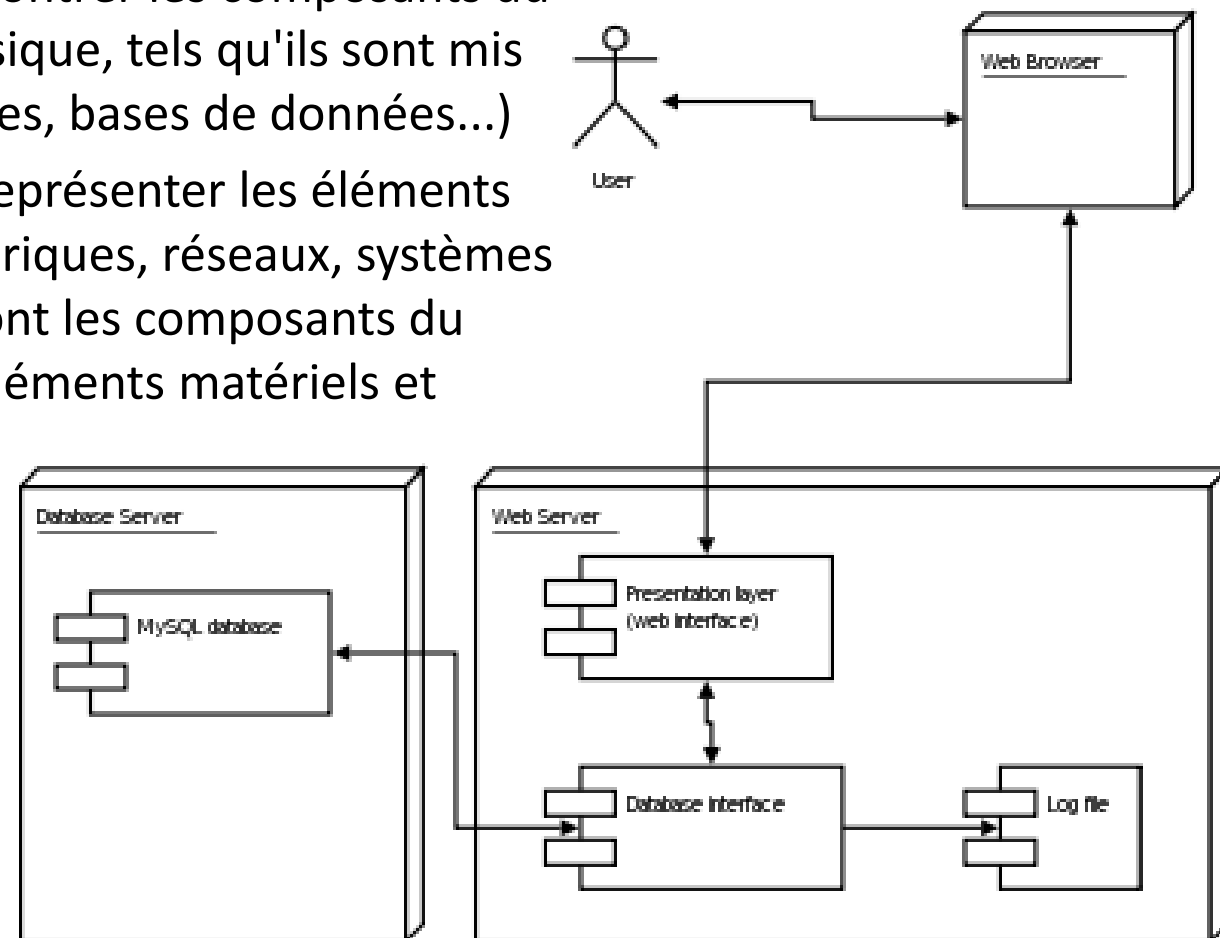 sique, tels qu'ils sont mis
es, bases de données...)
eprésenter les éléments
riques, réseaux, systèmes
ont les composants du
léments matériels et
User
Web Browser
Database Server
MySQL database
Web Server
Presentation layer
(web interface)
Database interface
Log file